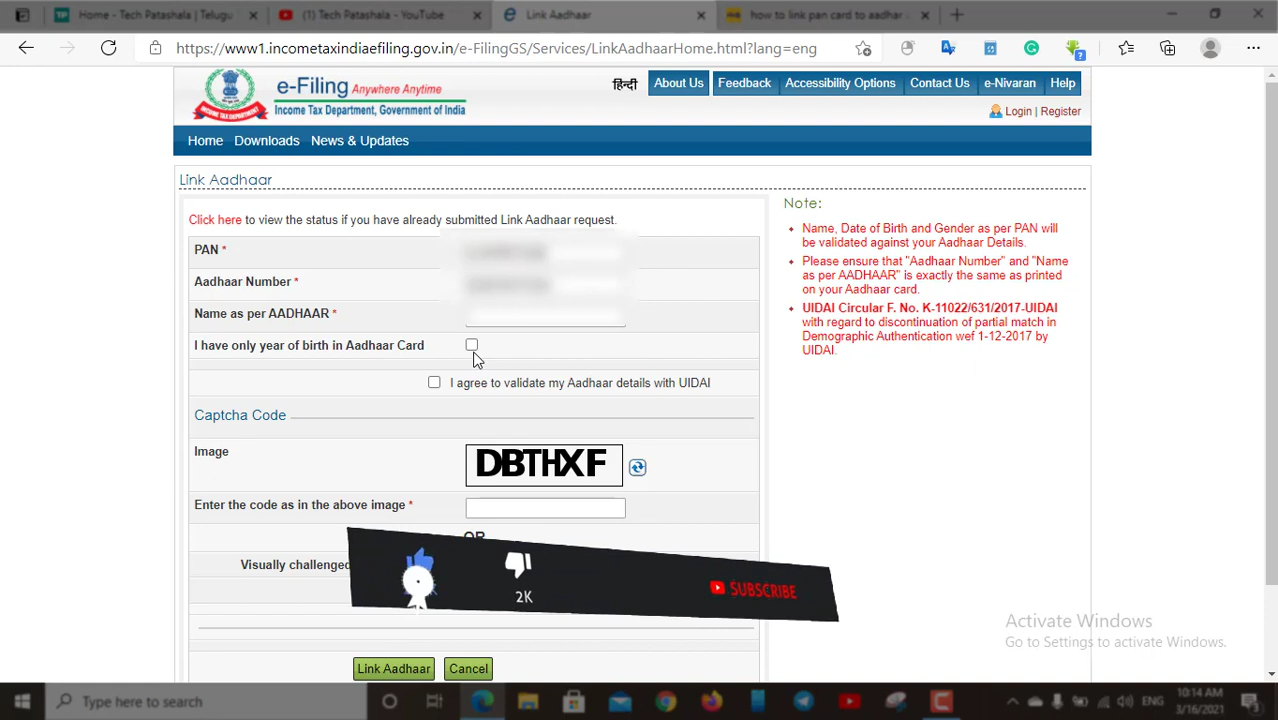 Home - Tech Patashala | Telugu
(1) Tech Patashala - YouTube
Link Aadhaar
how to link pan card to aadhar
https://www1.incometaxindiaefiling.gov.in/e-FilingGS/Services/LinkAadhaarHome.html?lang=eng
e-Filing Anywhere Anytime
Income Tax Department, Government of India
हिन्दी About Us Feedback Accessibility Options Contact Us e-Nivaran Help
Login | Register
Home Downloads News & Updates
Link Aadhaar
Click here to view the status if you have already submitted Link Aadhaar request.
PAN *
Aadhaar Number *
Name as per AADHAAR *
I have only year of birth in Aadhaar Card
I agree to validate my Aadhaar details with UIDAI
Captcha Code
Image
DBTHXF
Enter the code as in the above image *
OR
Visually challenged
2K
SUBSCRIBE
Link Aadhaar Cancel
Note:
Name, Date of Birth and Gender as per PAN will
be validated against your Aadhaar Details.
Please ensure that "Aadhaar Number" and "Name
as per AADHAAR" is exactly the same as printed
on your Aadhaar card.
UIDAI Circular F. No. K-11022/631/2017-UIDAI
with regard to discontinuation of partial match in
Demographic Authentication wef 1-12-2017 by
UIDAI.
Activate Windows
Go to Settings to activate Windows.
Type here to search
ENG
10:14 AM
3/16/2021